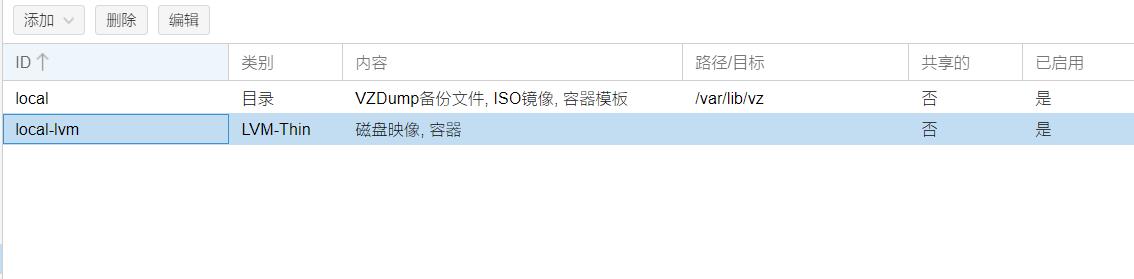 添加 删除 编辑
ID 类别 内容 路径/目标 共享的 已启用
local 目录 VZDump备份文件, ISO镜像, 容器模板 /var/lib/vz 否 是
local-lvm LVM-Thin 磁盘映像, 容器 否 是